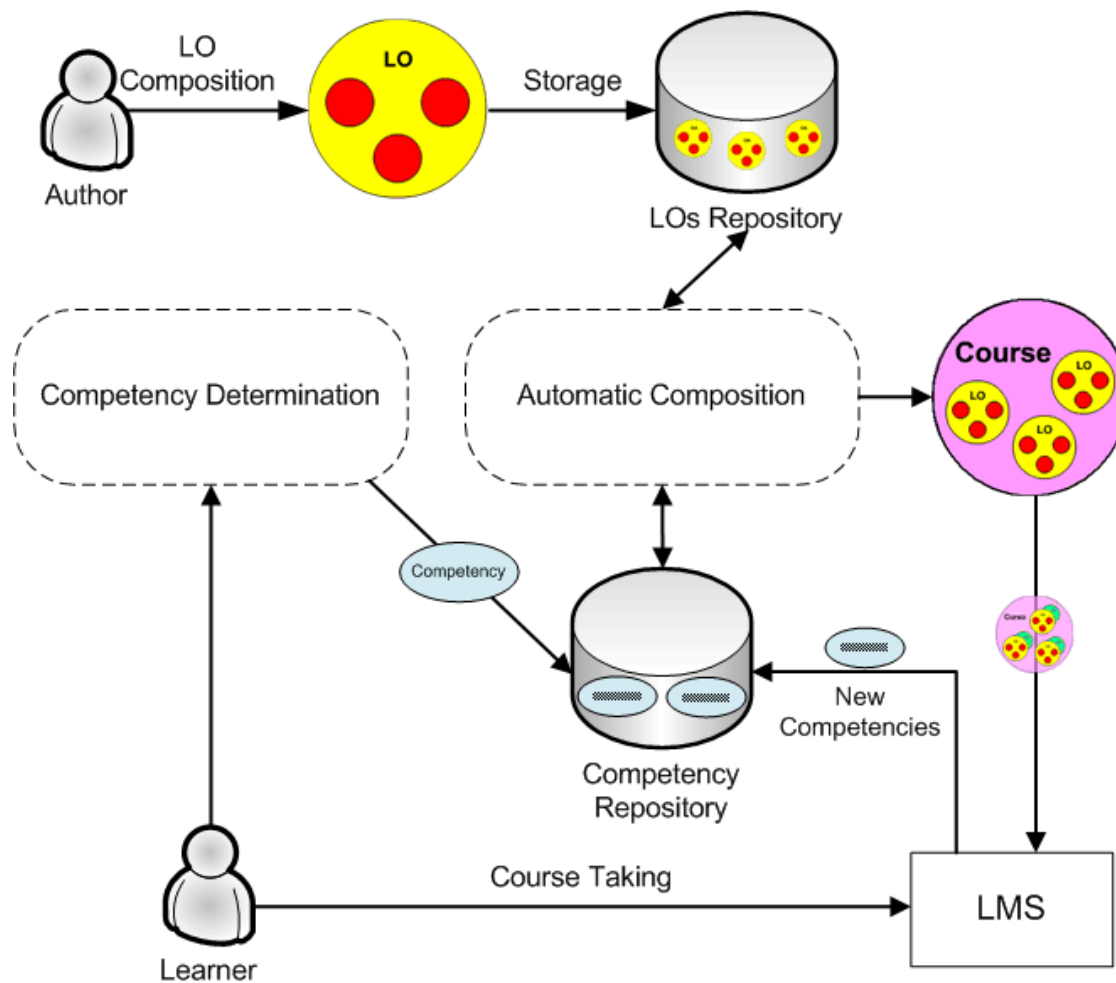 LO
Composition
LO
Storage
Author
LOs Repository
Competency Determination
Automatic Composition
Course
LO
LO
LO
Competency
Curso
New
Competencies
Competency
Repository
Course Taking
LMS
Learner